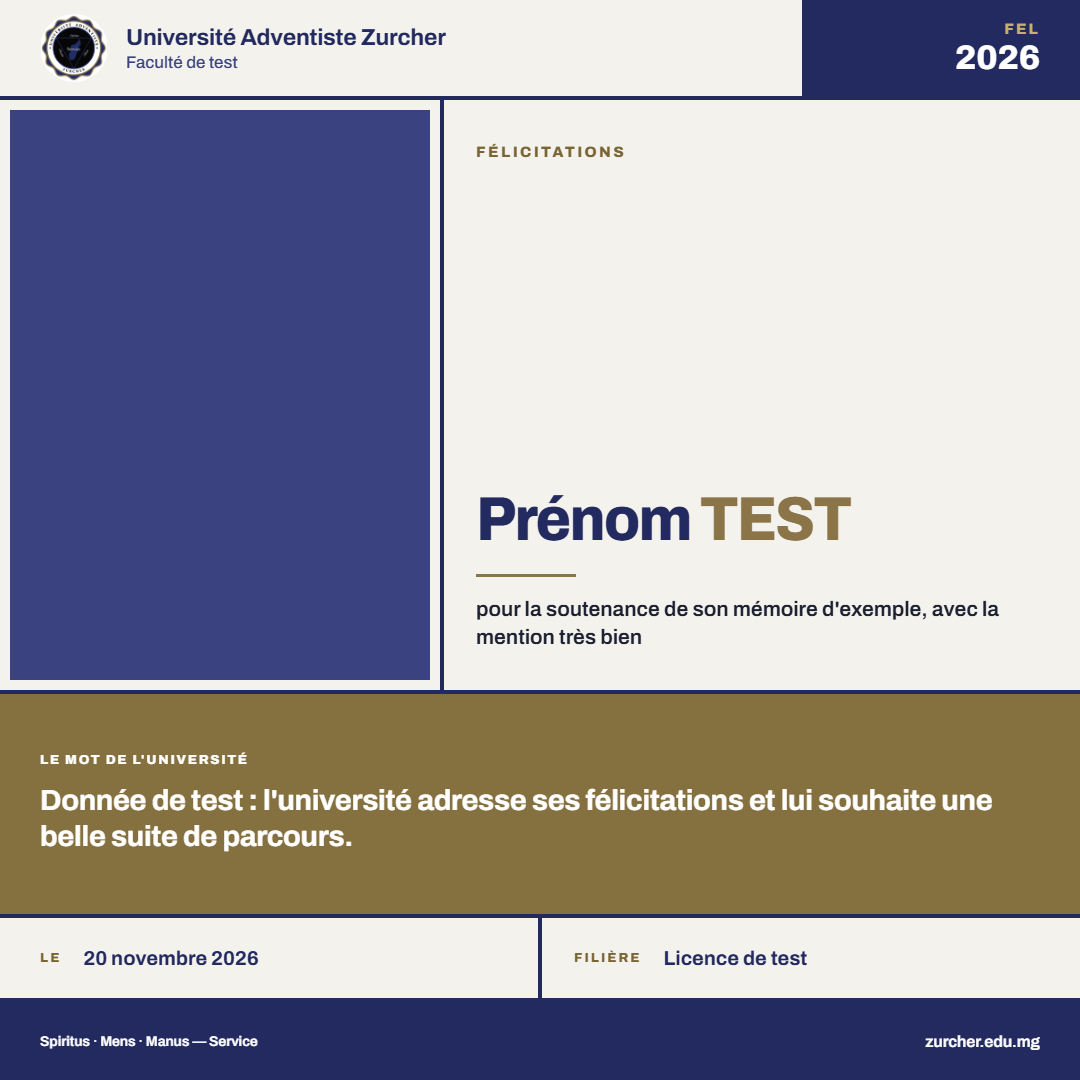 Université Adventiste Zurcher
Faculté de test
FEL
2026
FÉLICITATIONS
Prénom TEST
pour la soutenance de son mémoire d'exemple, avec la
mention très bien
LE MOT DE L'UNIVERSITÉ
Donnée de test : l'université adresse ses félicitations et lui souhaite une
belle suite de parcours.
LE 20 novembre 2026
FILIÈRE Licence de test
Spiritus · Mens · Manus — Service
zurcher.edu.mg